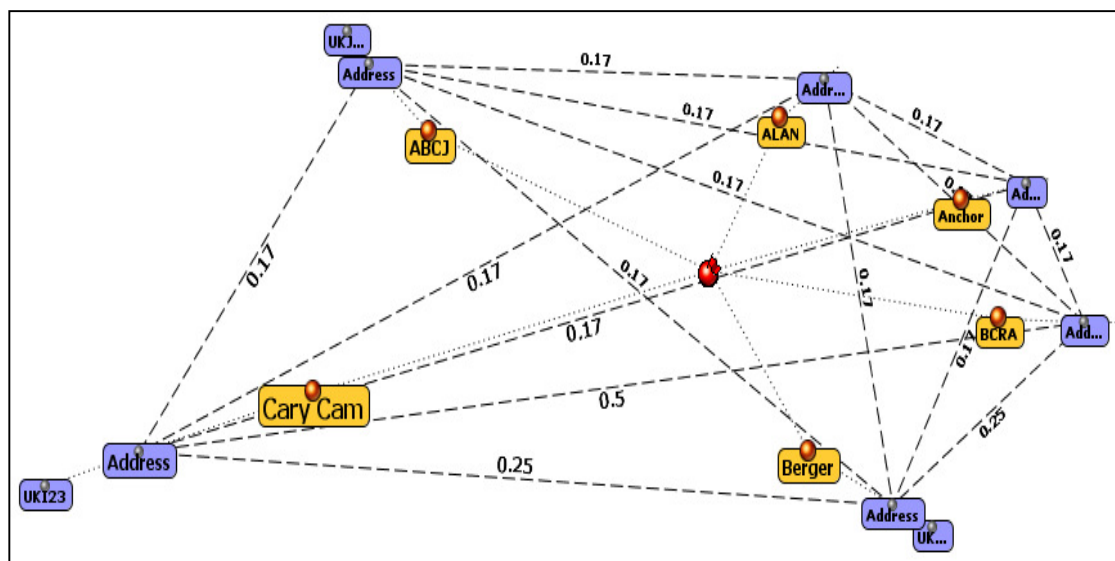 UKJ...
Address
0.17
Addr...
ABCJ
0.17
ALAN
0.17
Ad...
Anchor
0.17
0.17
0.17
0.17
0.17
0.17
0.17
BCRA
Add...
0.17
Cary Cam
0.5
0.25
Address
0.25
Berger
UKI23
Address
UK...